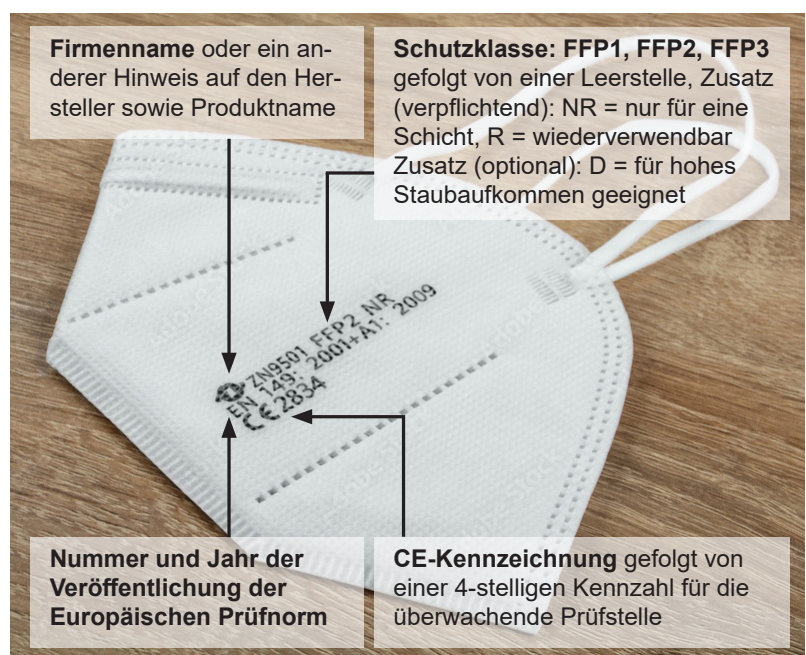 Firmenname oder ein an-
derer Hinweis auf den Her-
steller sowie Produktname
Schutzklasse: FFP1, FFP2, FFP3
gefolgt von einer Leerstelle, Zusatz
(verpflichtend): NR = nur für eine
Schicht, R = wiederverwendbar
Zusatz (optional): D = für hohes
Staubaufkommen geeignet
ZN9501 FFP2 NR
EN 149: 2001+A1: 2009
CE2834
Nummer und Jahr der
Veröffentlichung der
Europäischen Prüfnorm
CE-Kennzeichnung gefolgt von
einer 4-stelligen Kennzahl für die
überwachende Prüfstelle